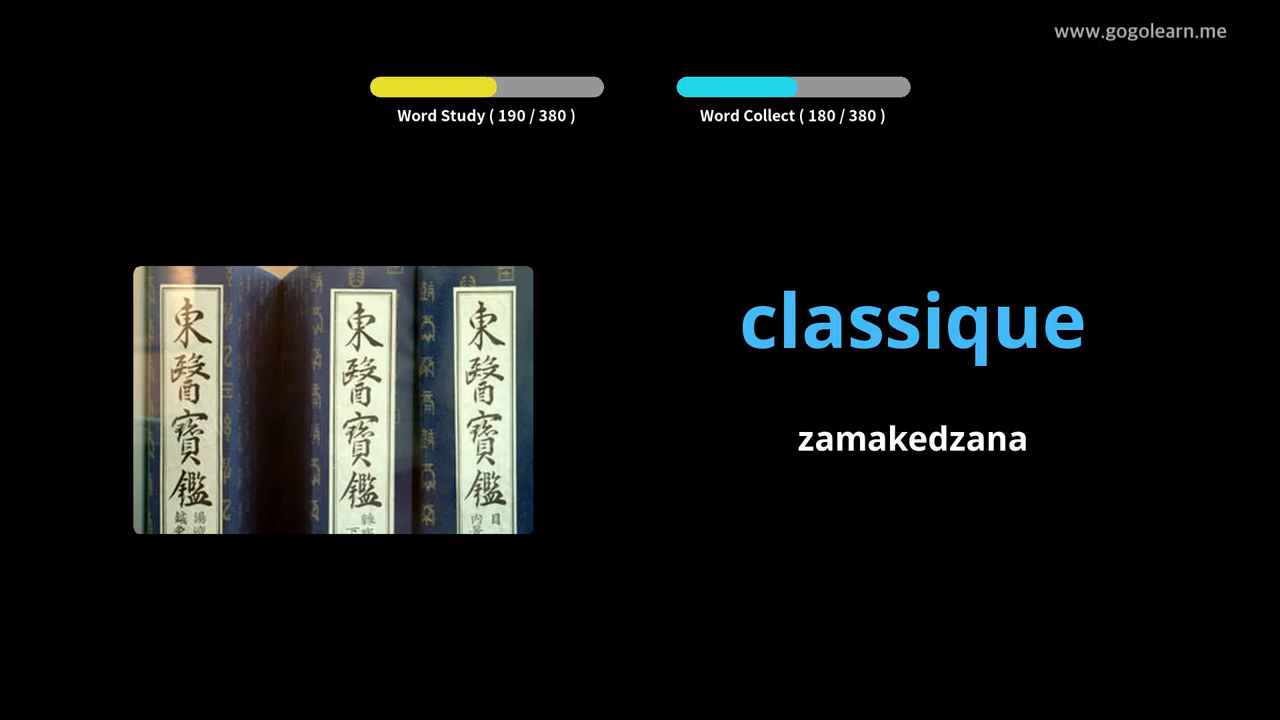 www.gogolearn.me
Word Study ( 190 / 380 )
Word Collect ( 180 / 380 )
東醫寶鑑
東醫寶鑑
東醫寶鑑
classique
zamakedzana